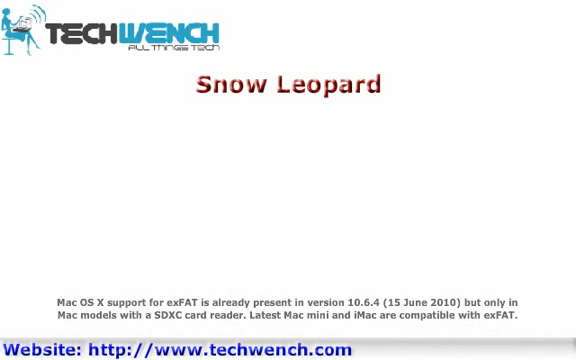 TECHWENCH
ALL THINGS TECH
Snow Leopard
Mac OS X support for exFAT is already present in version 10.6.4 (15 June 2010) but only in
Mac models with a SDXC card reader. Latest Mac mini and iMac are compatible with exFAT.
Website: http://www.techwench.com